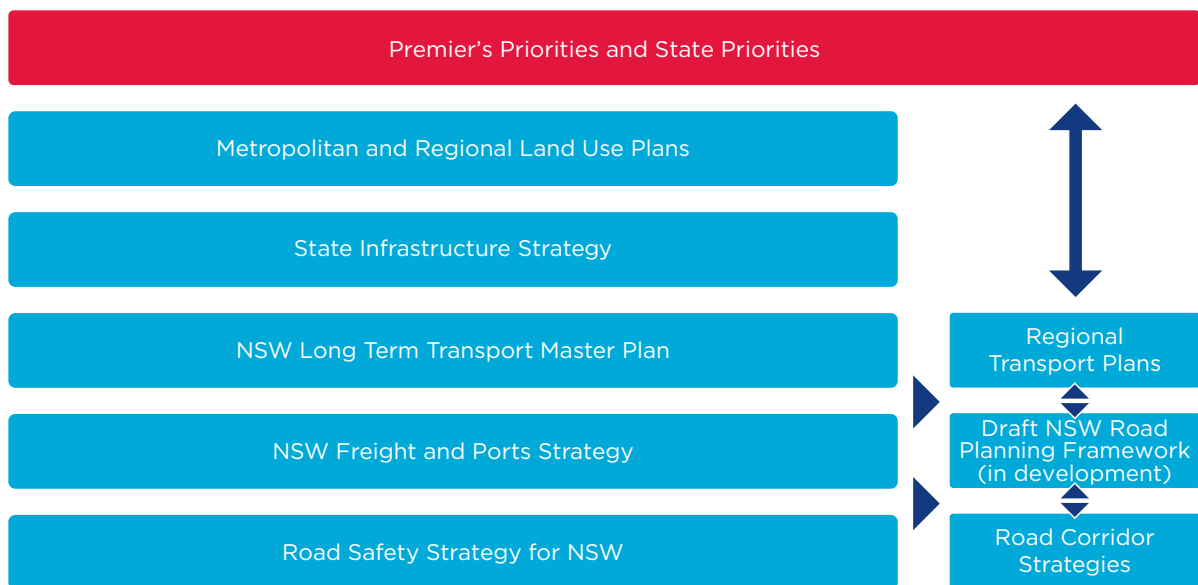 Premier's Priorities and State Priorities
Metropolitan and Regional Land Use Plans
State Infrastructure Strategy
NSW Long Term Transport Master Plan
Regional
Transport Plans
NSW Freight and Ports Strategy
Draft NSW Road
Planning Framework
(in development)
Road Safety Strategy for NSW
Road Corridor
Strategies